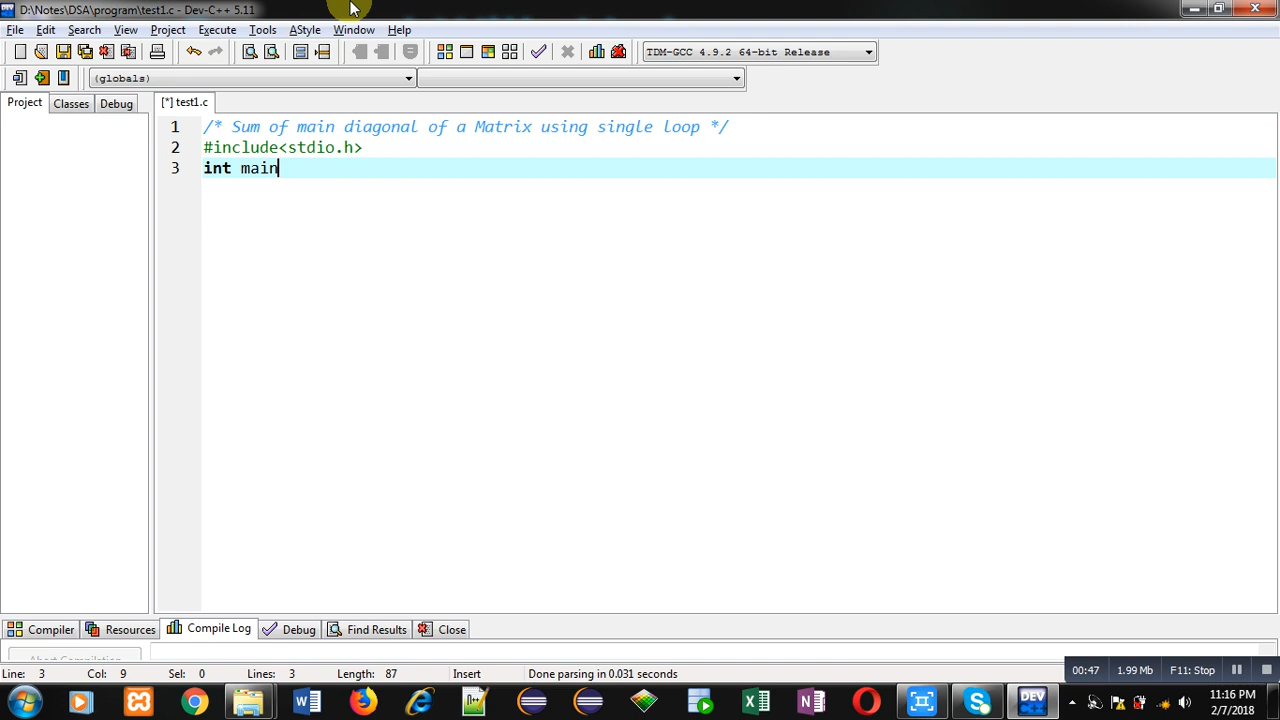 D:\Notes\DSA\program\test1.c - Dev-C++ 5.11
File Edit Search View Project Execute Tools AStyle Window Help
TDM-GCC 4.9.2 64-bit Release
(globals)
Project Classes Debug [*] test1.c
1 /* Sum of main diagonal of a Matrix using single loop */
2 #include<stdio.h>
3 int main
Compiler Resources Compile Log Debug Find Results Close
Abort Compilation
Line: 3 Col: 9 Sel: 0 Lines: 3 Length: 87 Insert Done parsing in 0.031 seconds
00:47 1.99 Mb F11: Stop
DEV
11:16 PM
2/7/2018